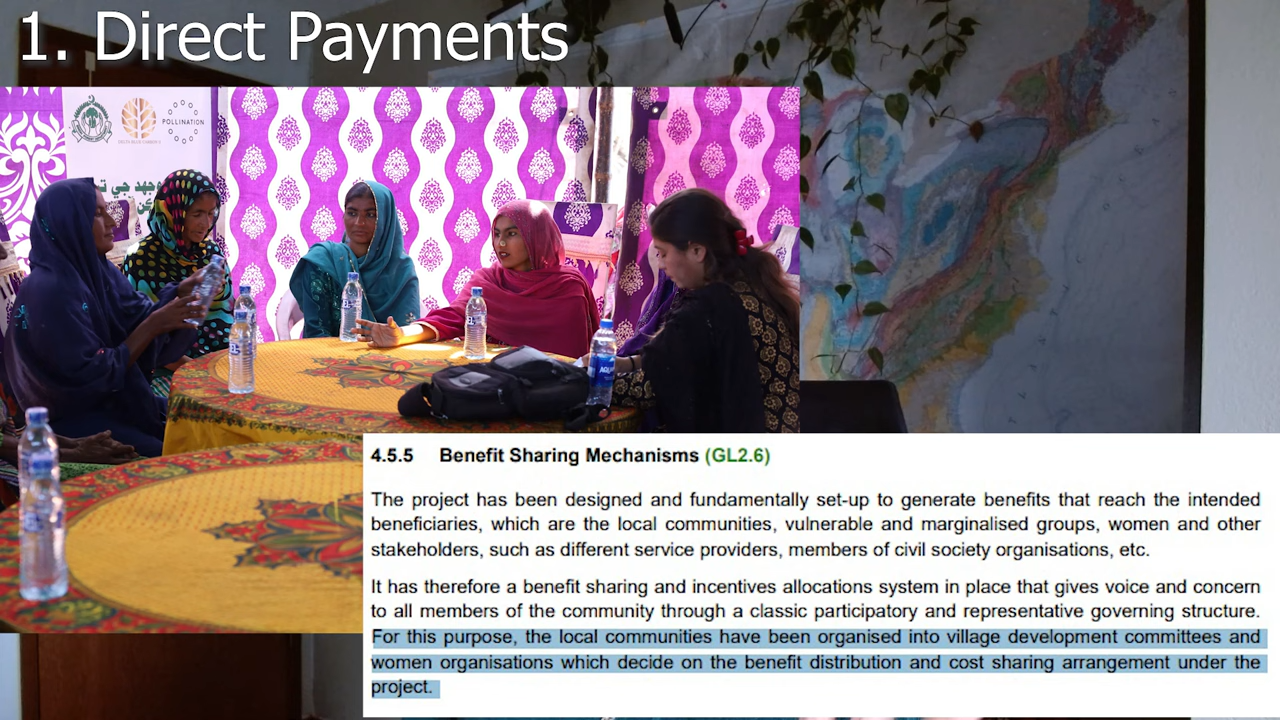 1. Direct Payments
POLLINATION
DELTA BLUE CARBON
4.5.5 Benefit Sharing Mechanisms (GL2.6)
The project has been designed and fundamentally set-up to generate benefits that reach the intended
beneficiaries, which are the local communities, vulnerable and marginalised groups, women and other
stakeholders, such as different service providers, members of civil society organisations, etc.
It has therefore a benefit sharing and incentives allocations system in place that gives voice and concern
to all members of the community through a classic participatory and representative governing structure.
For this purpose, the local communities have been organised into village development committees and
women organisations which decide on the benefit distribution and cost sharing arrangement under the
project.